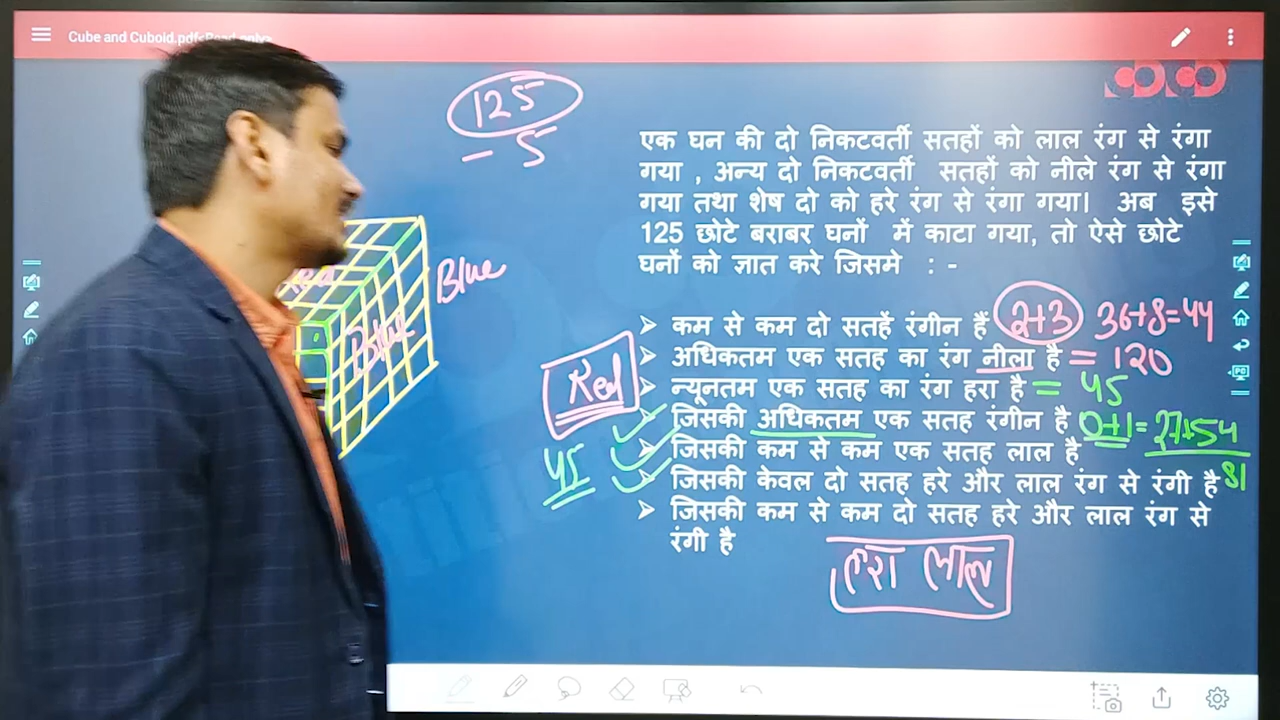 Cube and Cuboid.pdf<Read only>
125
- 5
एक घन की दो निकटवर्ती सतहों को लाल रंग से रंगा
गया , अन्य दो निकटवर्ती सतहों को नीले रंग से रंगा
गया तथा शेष दो को हरे रंग से रंगा गया। अब इसे
125 छोटे बराबर घनों में काटा गया, तो ऐसे छोटे
घनों को ज्ञात करे जिसमे : -
Blue
Red
Blue
➤ कम से कम दो सतहें रंगीन हैं 2+3 36+8=44
➤ अधिकतम एक सतह का रंग नीला है = 120
Red
➤ न्यूनतम एक सतह का रंग हरा है = 45
➤ जिसकी अधिकतम एक सतह रंगीन है 0+1=27+54
➤ जिसकी कम से कम एक सतह लाल है
45
➤ जिसकी केवल दो सतह हरे और लाल रंग से रंगी है 81
➤ जिसकी कम से कम दो सतह हरे और लाल रंग से
रंगी है
हरा लाल